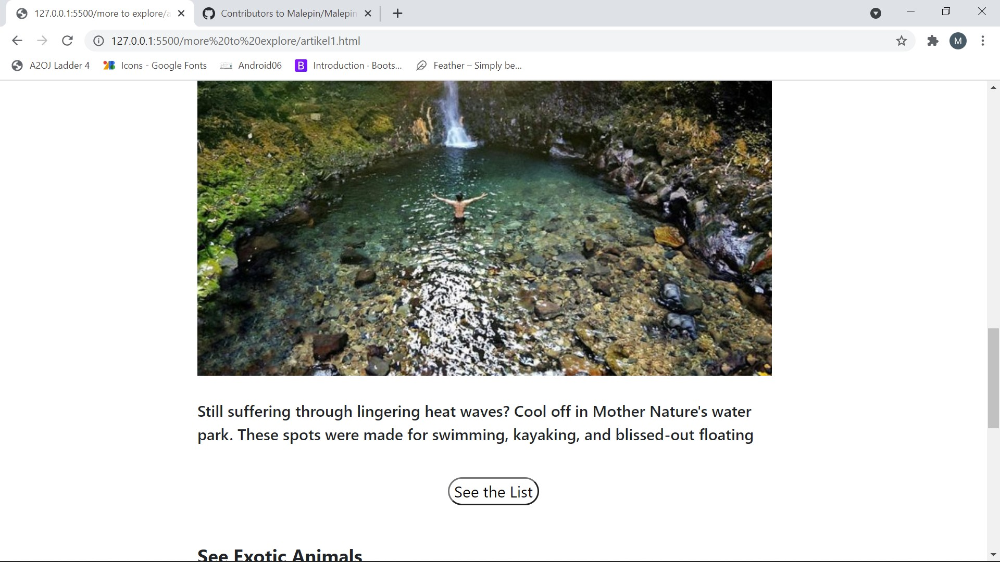 127.0.0.1:5500/more to explore/a
Contributors to Malepin/Malepin
127.0.0.1:5500/more%20to%20explore/artikel1.html
M
A2OJ Ladder 4
Icons - Google Fonts
Android06
B
Introduction · Boots...
Feather – Simply be...
Still suffering through lingering heat waves? Cool off in Mother Nature's water
park. These spots were made for swimming, kayaking, and blissed-out floating
See the List
See Exotic Animals